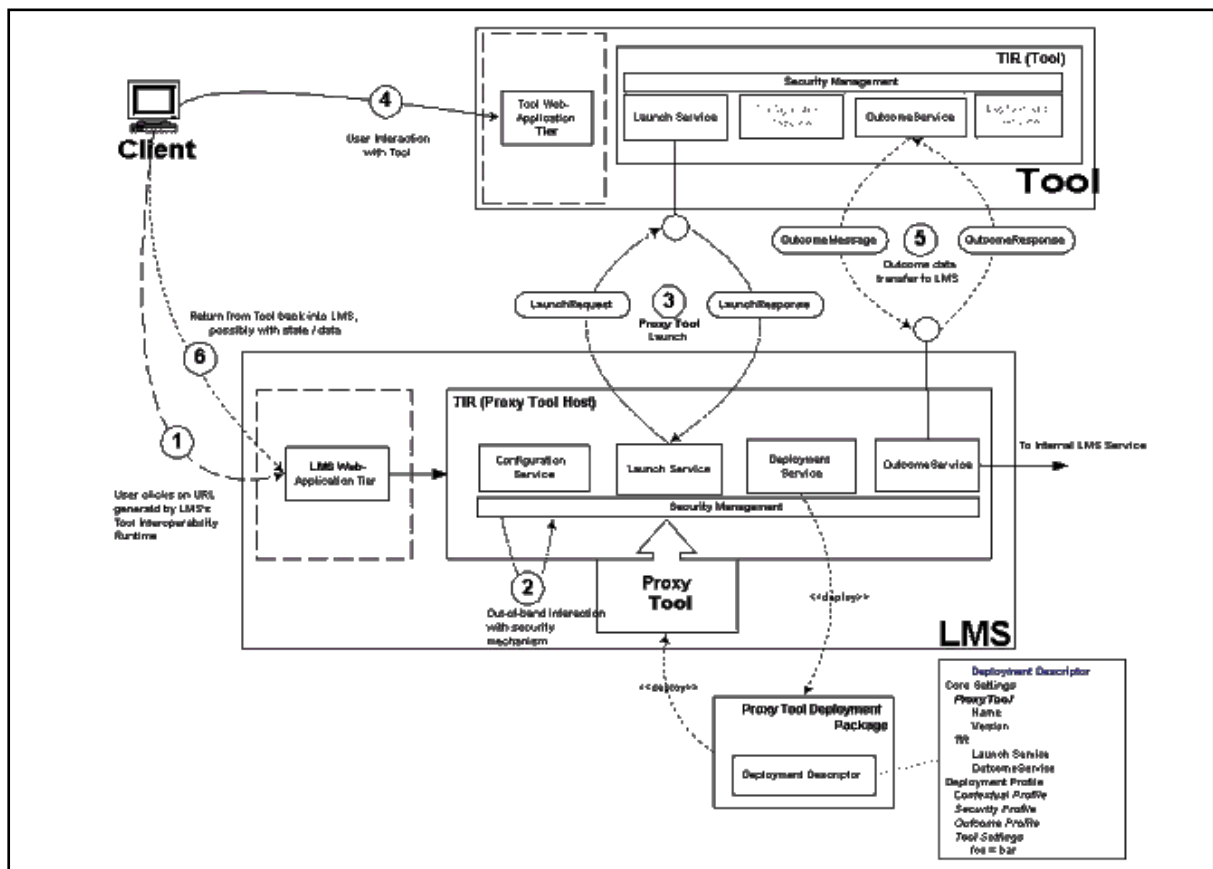 TIR (Tool)
Security Management
Tool Web-
Application
Tier
Launch Service
OutcomeService
Tool
Client
4
User Interaction
with Tool
OutcomeMessage
5
OutcomeResponse
Outcome data
transfer to LMS
LaunchRequest
3
LaunchResponse
Proxy Tool
Launch
Return from Tool back into LMS,
possibly with state / data
6
1
User clicks on URL
generatd by LMS's
Tool Interoperability
Runtime
TIR (Proxy Tool Host)
LMS Web-
Application Tier
Configuration
Service
Launch Service
Deployment
Service
OutcomeService
To Internal LMS Service
Security Management
2
Out-of-band interaction
with security
mechanism
Proxy
Tool
<<deploy>>
LMS
<<deploy>>
Proxy Tool Deployment
Package
Deployment Descriptor
Deployment Descriptor
Core Settings
ProxyTool
Name
Version
TIR
Launch Service
OutcomeService
Deployment Profile
Contextual Profile
Security Profile
Outcome Profile
Tool Settings
foo = bar